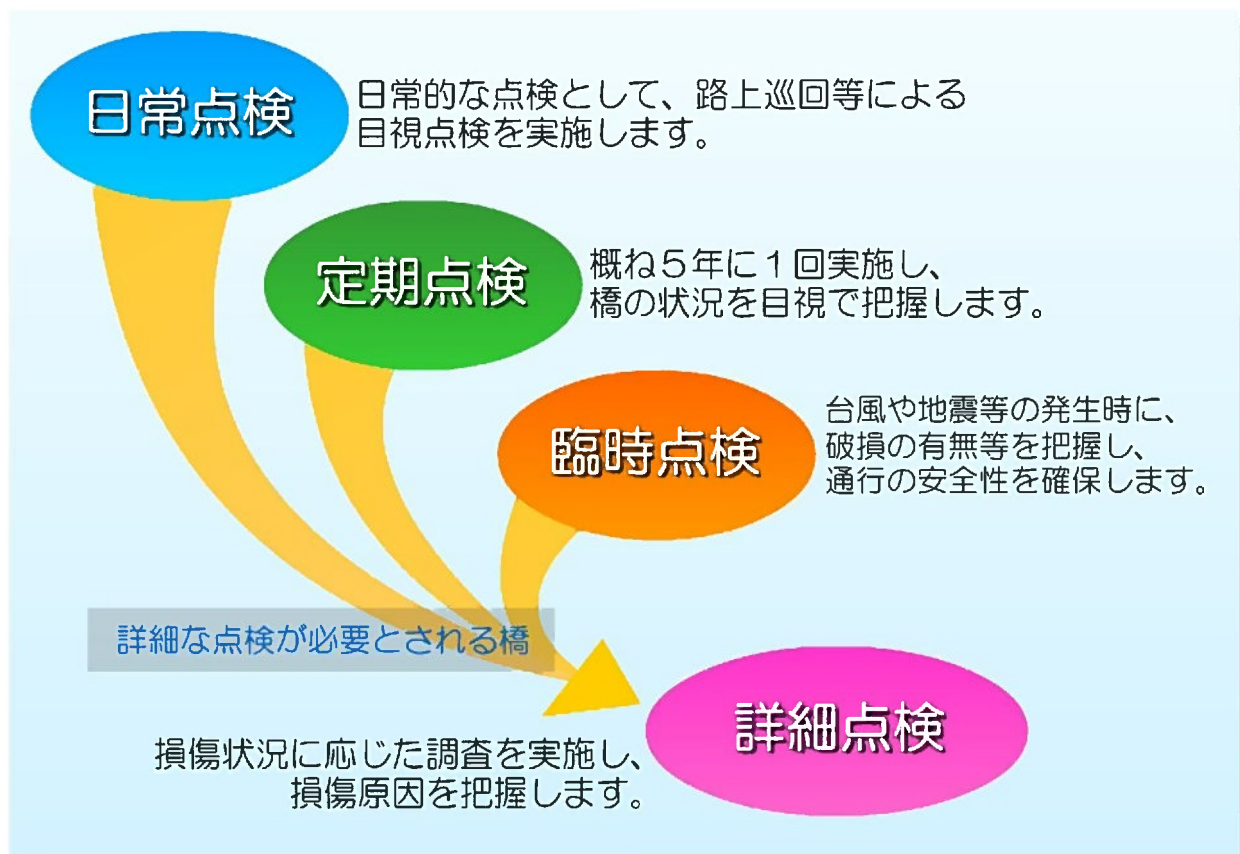 日常点検
日常的な点検として、路上巡回等による
目視点検を実施します。
定期点検
概ね５年に１回実施し、
橋の状況を目視で把握します。
臨時点検
台風や地震等の発生時に、
破損の有無等を把握し、
通行の安全性を確保します。
詳細な点検が必要とされる橋
詳細点検
損傷状況に応じた調査を実施し、
損傷原因を把握します。